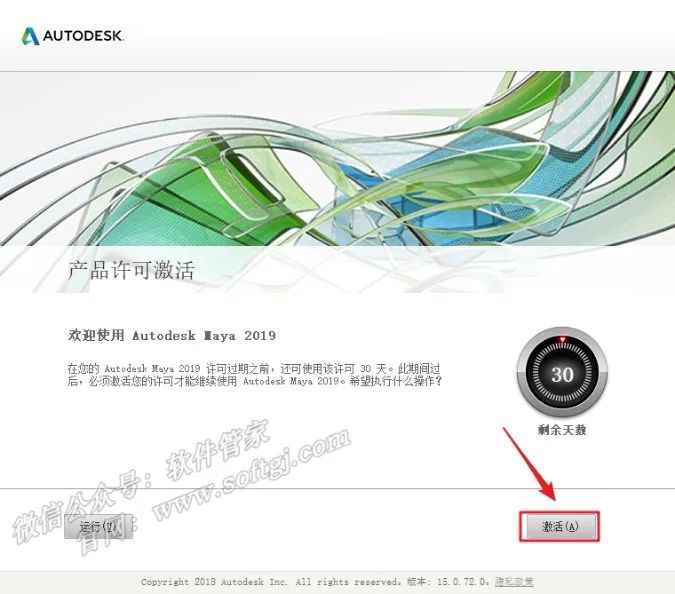 AUTODESK.
产品许可激活
欢迎使用 Autodesk Maya 2019
在您的 Autodesk Maya 2019 许可过期之前，还可使用该许可 30 天。此期间过
后，必须激活您的许可才能继续使用 Autodesk Maya 2019。希望执行什么操作？
30
剩余天数
微信公众号：软件管家
官网：www.softgj.com
运行(U)
激活(A)
Copyright 2018 Autodesk Inc. All rights reserved。版本: 15.0.72.0。隐私政策